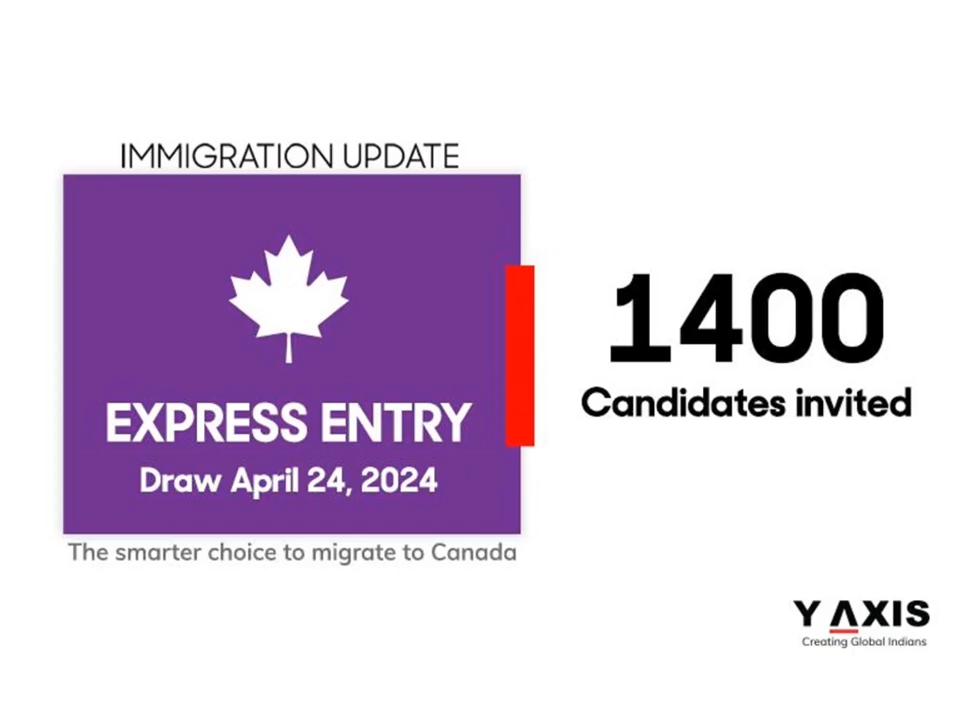 IMMIGRATION UPDATE
EXPRESS ENTRY
Draw April 24, 2024
The smarter choice to migrate to Canada
1400
Candidates invited
Y AXIS
Creating Global Indians